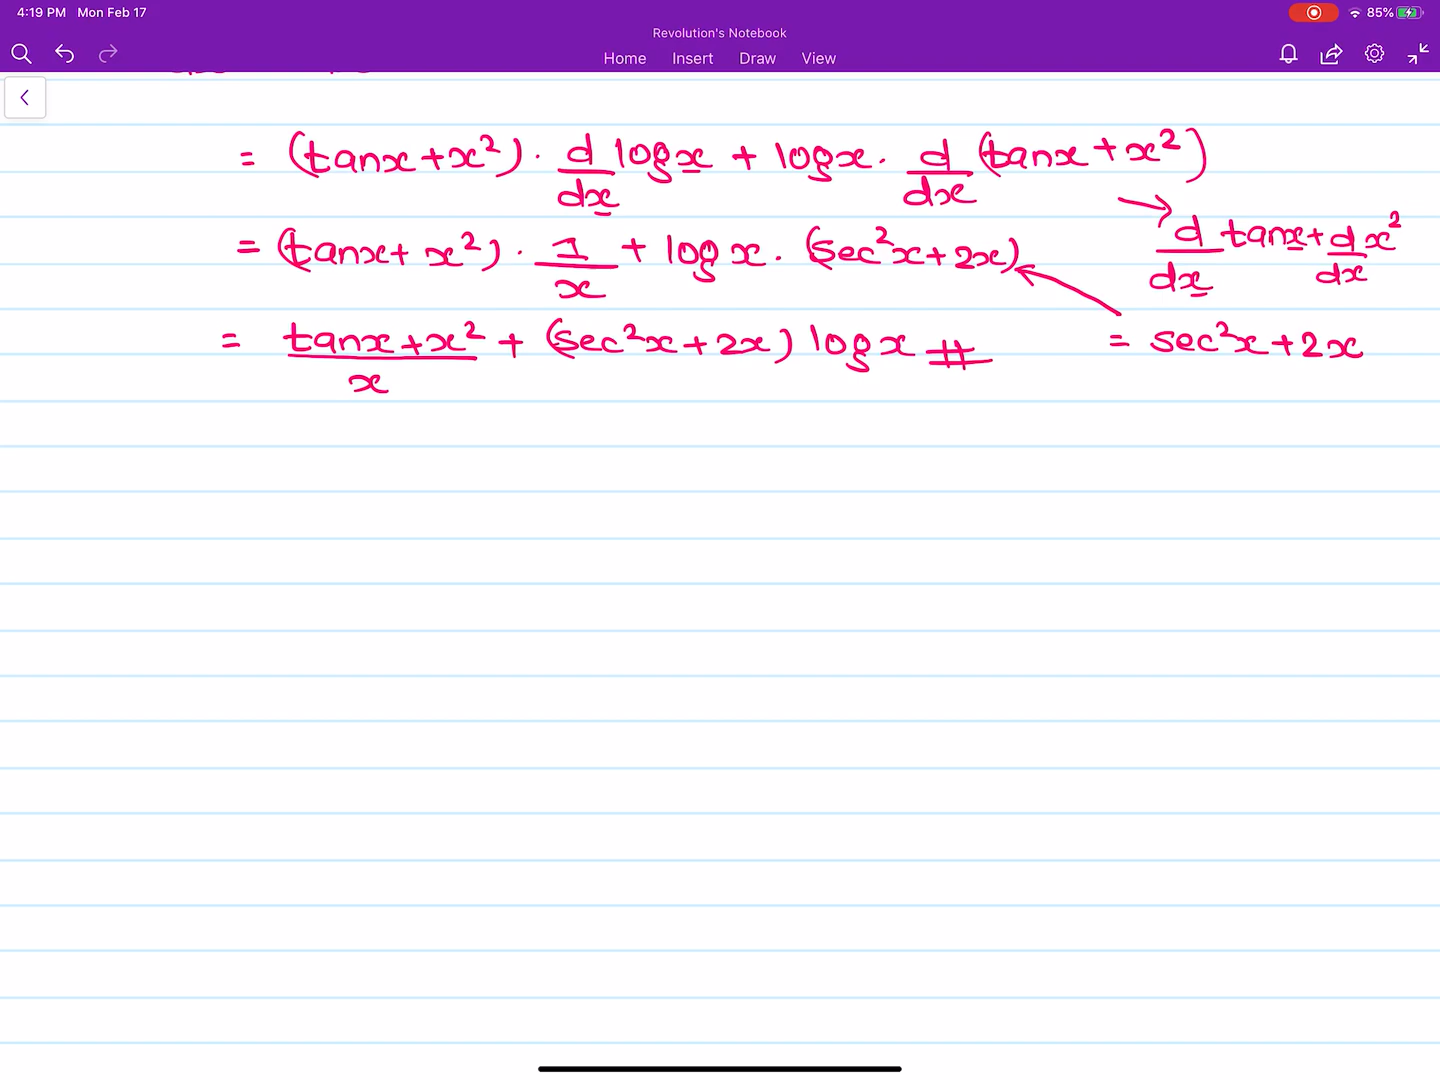 4:19 PM Mon Feb 17
85%
Revolution's Notebook
Home Insert Draw View
= (tanx+x²) · d/dx logx + logx · d/dx (tanx+x²)
→ d/dx tanx + d/dx x²
= (tanx+x²) · 1/x + logx · (sec²x+2x)
= (tanx+x²)/x + (sec²x+2x) logx #
= sec²x+2x